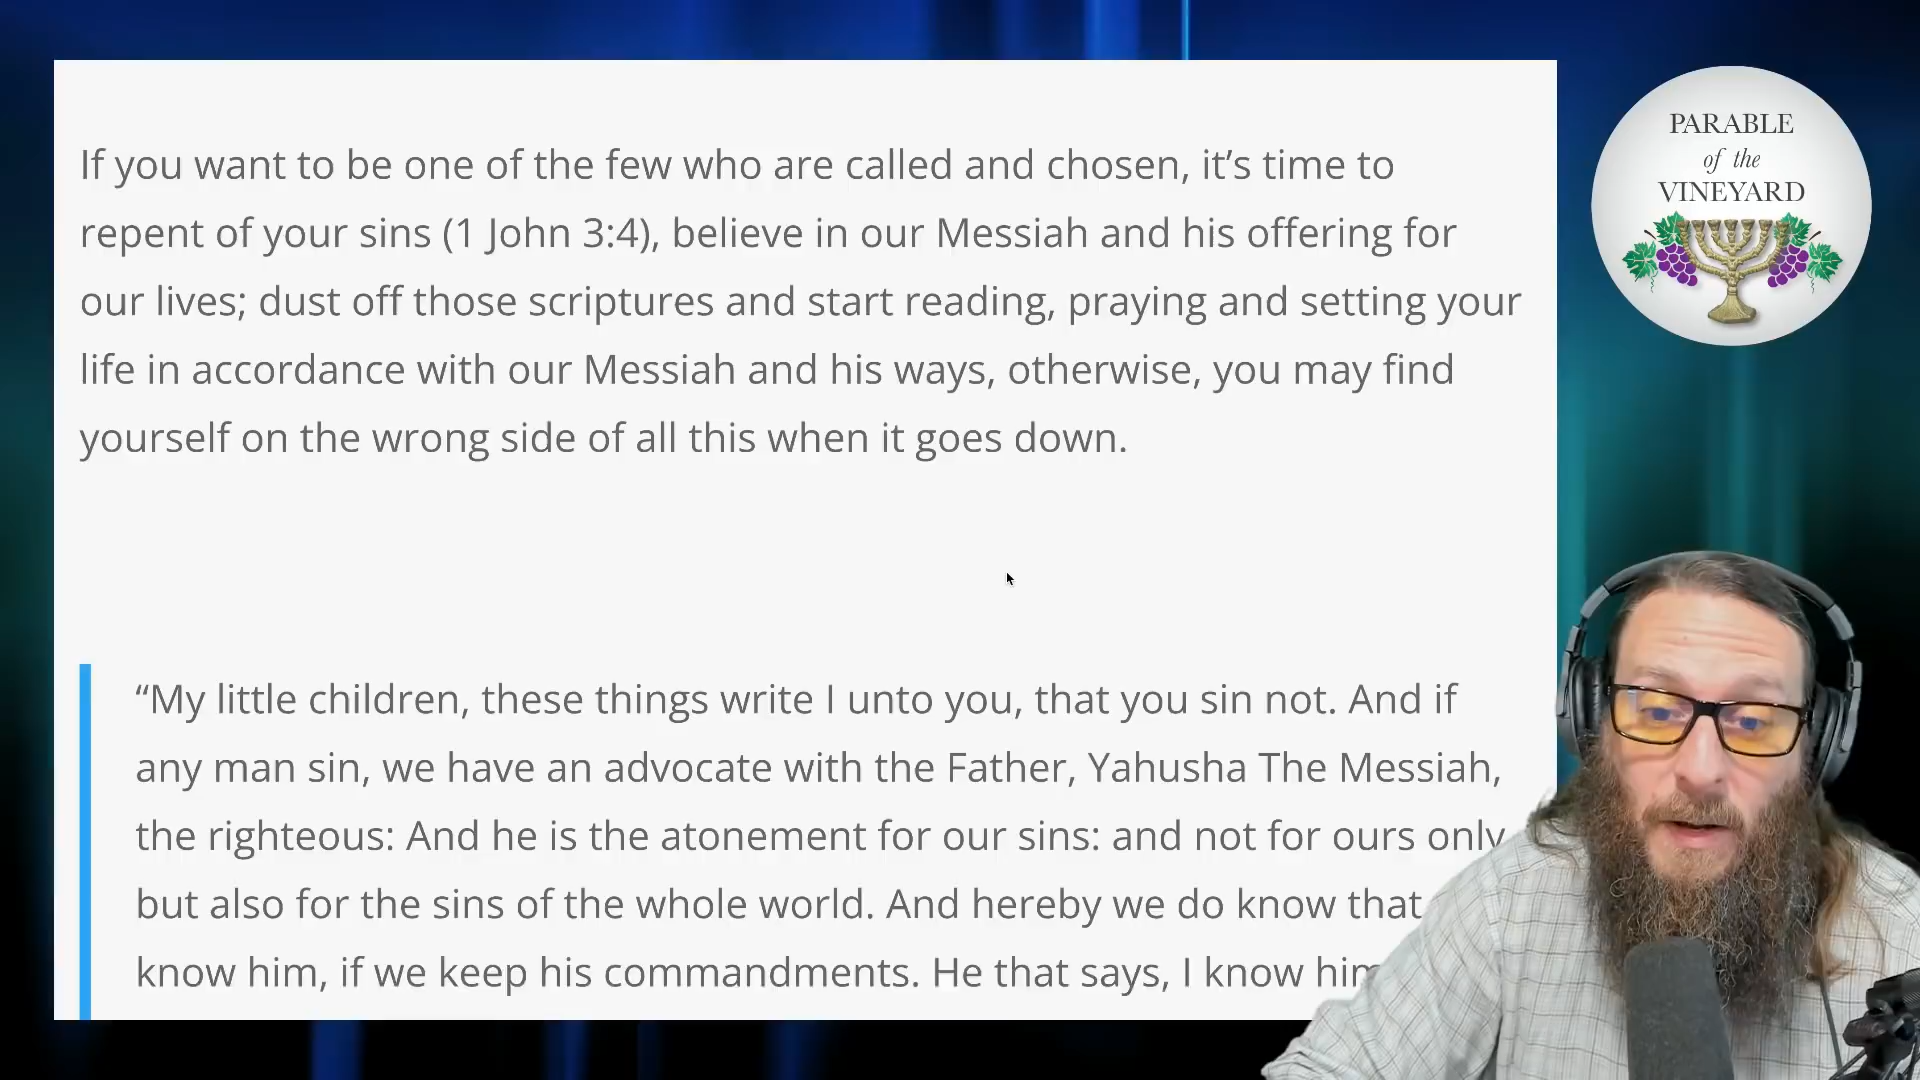 If you want to be one of the few who are called and chosen, it’s time to
repent of your sins (1 John 3:4), believe in our Messiah and his offering for
our lives; dust off those scriptures and start reading, praying and setting your
life in accordance with our Messiah and his ways, otherwise, you may find
yourself on the wrong side of all this when it goes down.
“My little children, these things write I unto you, that you sin not. And if
any man sin, we have an advocate with the Father, Yahusha The Messiah,
the righteous: And he is the atonement for our sins: and not for ours only
but also for the sins of the whole world. And hereby we do know that
know him, if we keep his commandments. He that says, I know him
PARABLE
of the
VINEYARD